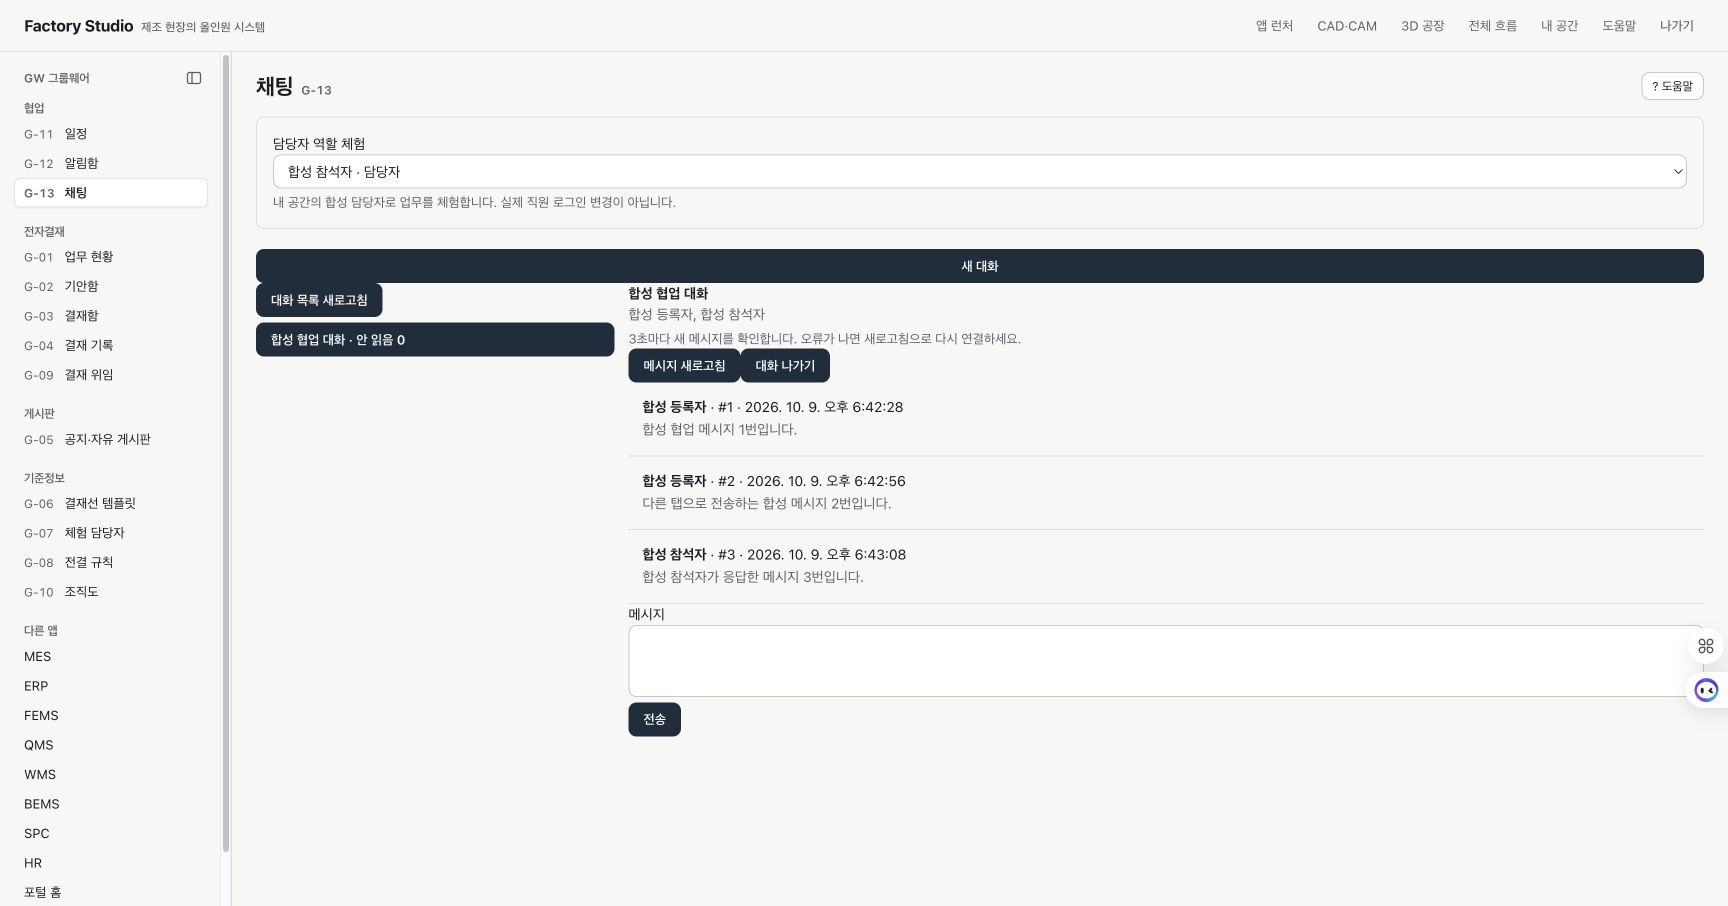 Factory Studio 제조 현장의 올인원 시스템
앱 런처 CAD·CAM 3D 공장 전체 흐름 내 공간 도움말 나가기
GW 그룹웨어
협업
G-11 일정
G-12 알림함
G-13 채팅
전자결재
G-01 업무 현황
G-02 기안함
G-03 결재함
G-04 결재 기록
G-09 결재 위임
게시판
G-05 공지·자유 게시판
기준정보
G-06 결재선 템플릿
G-07 체험 담당자
G-08 전결 규칙
G-10 조직도
다른 앱
MES
ERP
FEMS
QMS
WMS
BEMS
SPC
HR
포털 홈
채팅 G-13
? 도움말
담당자 역할 체험
합성 참석자 · 담당자
내 공간의 합성 담당자로 업무를 체험합니다. 실제 직원 로그인 변경이 아닙니다.
새 대화
대화 목록 새로고침
합성 협업 대화 · 안 읽음 0
합성 협업 대화
합성 등록자, 합성 참석자
3초마다 새 메시지를 확인합니다. 오류가 나면 새로고침으로 다시 연결하세요.
메시지 새로고침 대화 나가기
합성 등록자 · #1 · 2026. 10. 9. 오후 6:42:28
합성 협업 메시지 1번입니다.
합성 등록자 · #2 · 2026. 10. 9. 오후 6:42:56
다른 탭으로 전송하는 합성 메시지 2번입니다.
합성 참석자 · #3 · 2026. 10. 9. 오후 6:43:08
합성 참석자가 응답한 메시지 3번입니다.
메시지
전송